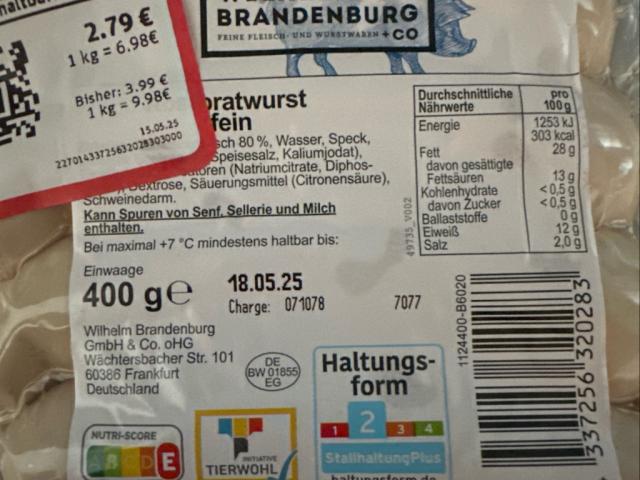 2.79 €
1 kg = 6.98€
Bisher: 3.99 €
1 kg = 9.98€
15.05.25
2270143372563202830­3000
BRANDENBURG
FEINE FLEISCH- UND WURSTWAREN + CO
bratwurst
fein
sch 80 %, Wasser, Speck,
Speisesalz, Kaliumjodat),
toren (Natriumcitrate, Diphos-
Dextrose, Säuerungsmittel (Citronensäure),
Schweinedarm.
Kann Spuren von Senf, Sellerie und Milch
enthalten.
Bei maximal +7 °C mindestens haltbar bis:
Einwaage
400 g e
18.05.25
Charge: 071078
7077
Durchschnittliche Nährwerte pro 100 g
Energie 1253 kJ
303 kcal
Fett 28 g
davon gesättigte
Fettsäuren 13 g
Kohlenhydrate <0,5 g
davon Zucker <0,5 g
Ballaststoffe 0 g
Eiweiß 12 g
Salz 2,0 g
49735_V002
Wilhelm Brandenburg
GmbH & Co. oHG
Wächtersbacher Str. 101
60386 Frankfurt
Deutschland
DE
BW 01855
EG
NUTRI-SCORE
A B C D E
INITIATIVE
TIERWOHL
Haltungs-
form
1 2 3 4
StallhaltungPlus
haltungsform.de
1124400-B6020
337256 320283